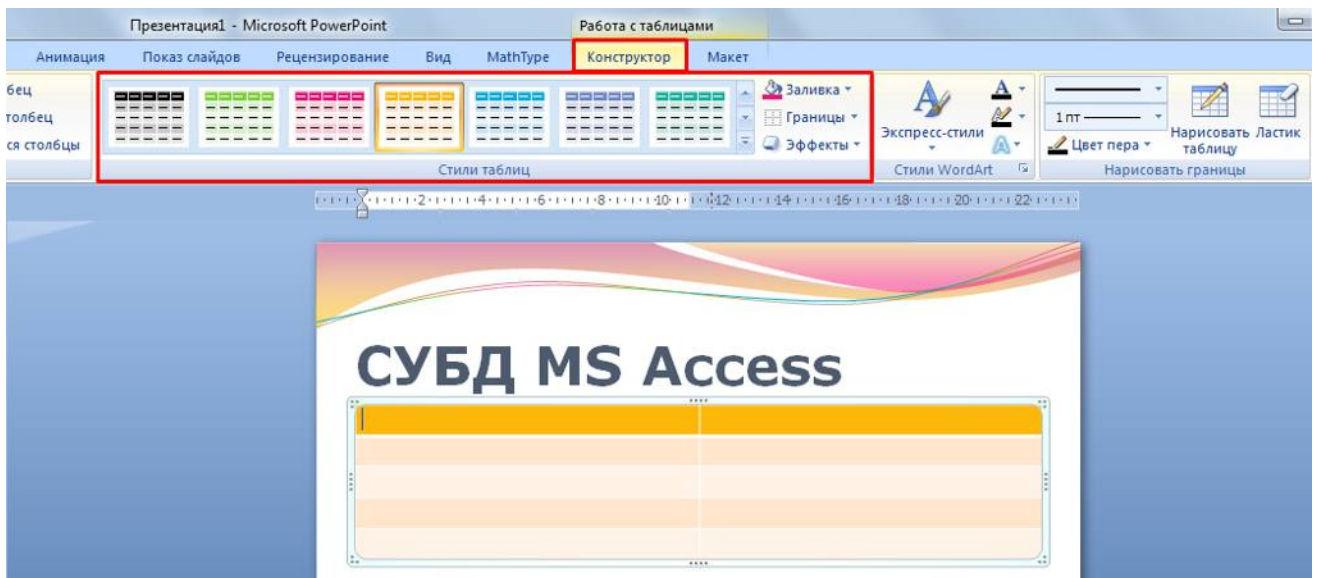 Презентация1 - Microsoft PowerPoint
Работа с таблицами
Анимация Показ слайдов Рецензирование Вид MathType Конструктор Макет
бец
толбец
ся столбцы
Заливка
Границы
Эффекты
Стили таблиц
Экспресс-стили
Стили WordArt
1 пт
Цвет пера
Нарисовать таблицу
Ластик
Нарисовать границы
2 4 6 8 10 12 14 16 18 20 22
СУБД MS Access